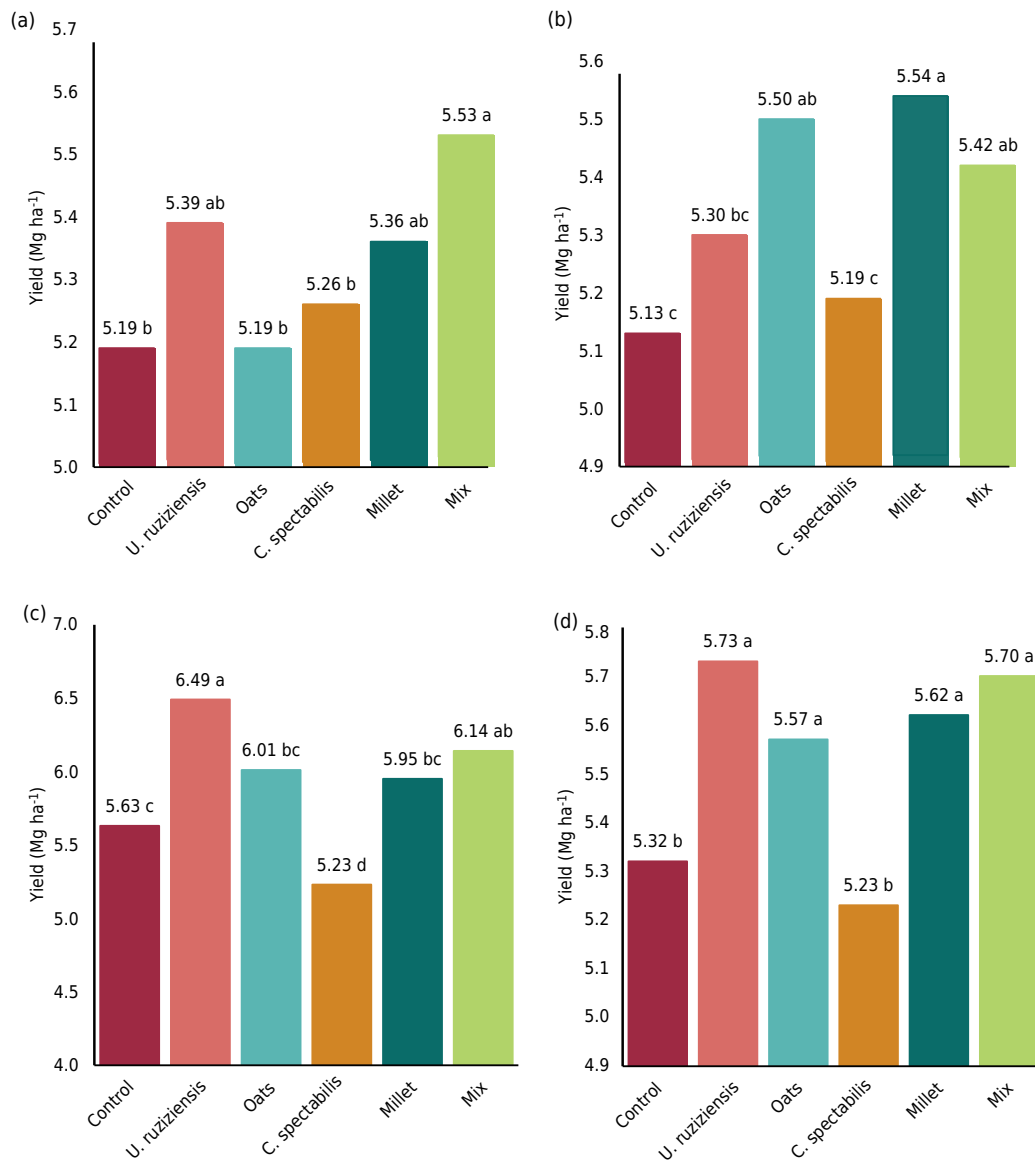 (a)
5.7
5.6
5.5
5.4
5.3
5.2
5.1
5.0
Yield (Mg ha⁻¹)
5.19 b
5.39 ab
5.19 b
5.26 b
5.36 ab
5.53 a
Control
U. ruziziensis
Oats
C. spectabilis
Millet
Mix
(b)
5.6
5.5
5.4
5.3
5.2
5.1
5.0
4.9
Yield (Mg ha⁻¹)
5.13 c
5.30 bc
5.50 ab
5.19 c
5.54 a
5.42 ab
Control
U. ruziziensis
Oats
C. spectabilis
Millet
Mix
(c)
7.0
6.5
6.0
5.5
5.0
4.5
4.0
Yield (Mg ha⁻¹)
5.63 c
6.49 a
6.01 bc
5.23 d
5.95 bc
6.14 ab
Control
U. ruziziensis
Oats
C. spectabilis
Millet
Mix
(d)
5.8
5.7
5.6
5.5
5.4
5.3
5.2
5.1
5.0
4.9
Yield (Mg ha⁻¹)
5.32 b
5.73 a
5.57 a
5.23 b
5.62 a
5.70 a
Control
U. ruziziensis
Oats
C. spectabilis
Millet
Mix